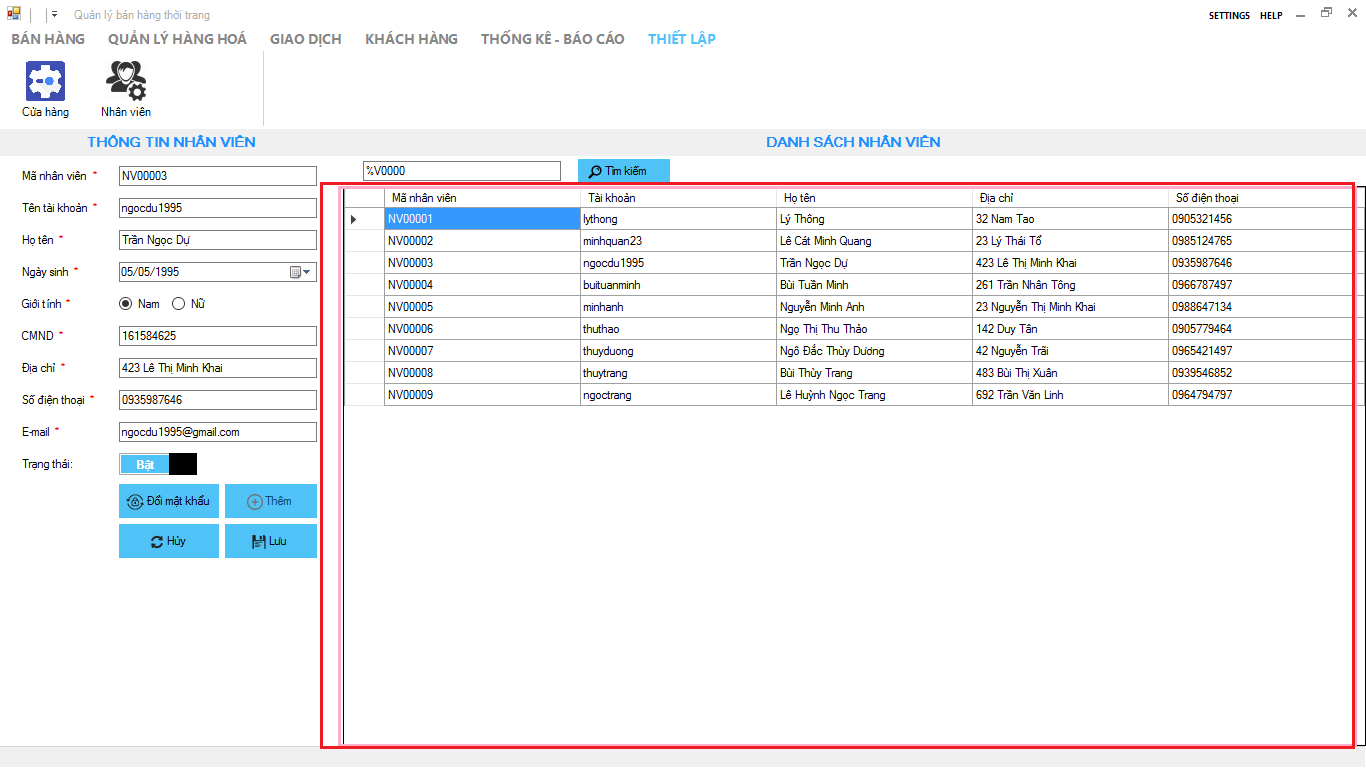 Quản lý bán hàng thời trang
SETTINGS HELP
BÁN HÀNG QUẢN LÝ HÀNG HOÁ GIAO DỊCH KHÁCH HÀNG THỐNG KÊ - BÁO CÁO THIẾT LẬP
Cửa hàng Nhân viên
THÔNG TIN NHÂN VIÊN DANH SÁCH NHÂN VIÊN
%V0000 Tìm kiếm
Mã nhân viên * NV00003
Tên tài khoản * ngocdu1995
Họ tên * Trần Ngọc Dự
Ngày sinh * 05/05/1995
Giới tính * Nam Nữ
CMND * 161584625
Địa chỉ * 423 Lê Thị Minh Khai
Số điện thoại * 0935987646
E-mail * ngocdu1995@gmail.com
Trạng thái: Bật
Đổi mật khẩu Thêm
Hủy Lưu
Mã nhân viên Tài khoản Họ tên Địa chỉ Số điện thoại
NV00001 lythong Lý Thông 32 Nam Tao 0905321456
NV00002 minhquan23 Lê Cát Minh Quang 23 Lý Thái Tổ 0985124765
NV00003 ngocdu1995 Trần Ngọc Dự 423 Lê Thị Minh Khai 0935987646
NV00004 buituanminh Bùi Tuấn Minh 261 Trần Nhân Tông 0966787497
NV00005 minhanh Nguyễn Minh Anh 23 Nguyễn Thị Minh Khai 0988647134
NV00006 thuthao Ngọ Thị Thu Thảo 142 Duy Tân 0905779464
NV00007 thuyduong Ngô Đắc Thùy Dương 42 Nguyễn Trãi 0965421497
NV00008 thuytrang Bùi Thùy Trang 483 Bùi Thị Xuân 0939546852
NV00009 ngoctrang Lê Huỳnh Ngọc Trang 692 Trần Văn Linh 0964794797